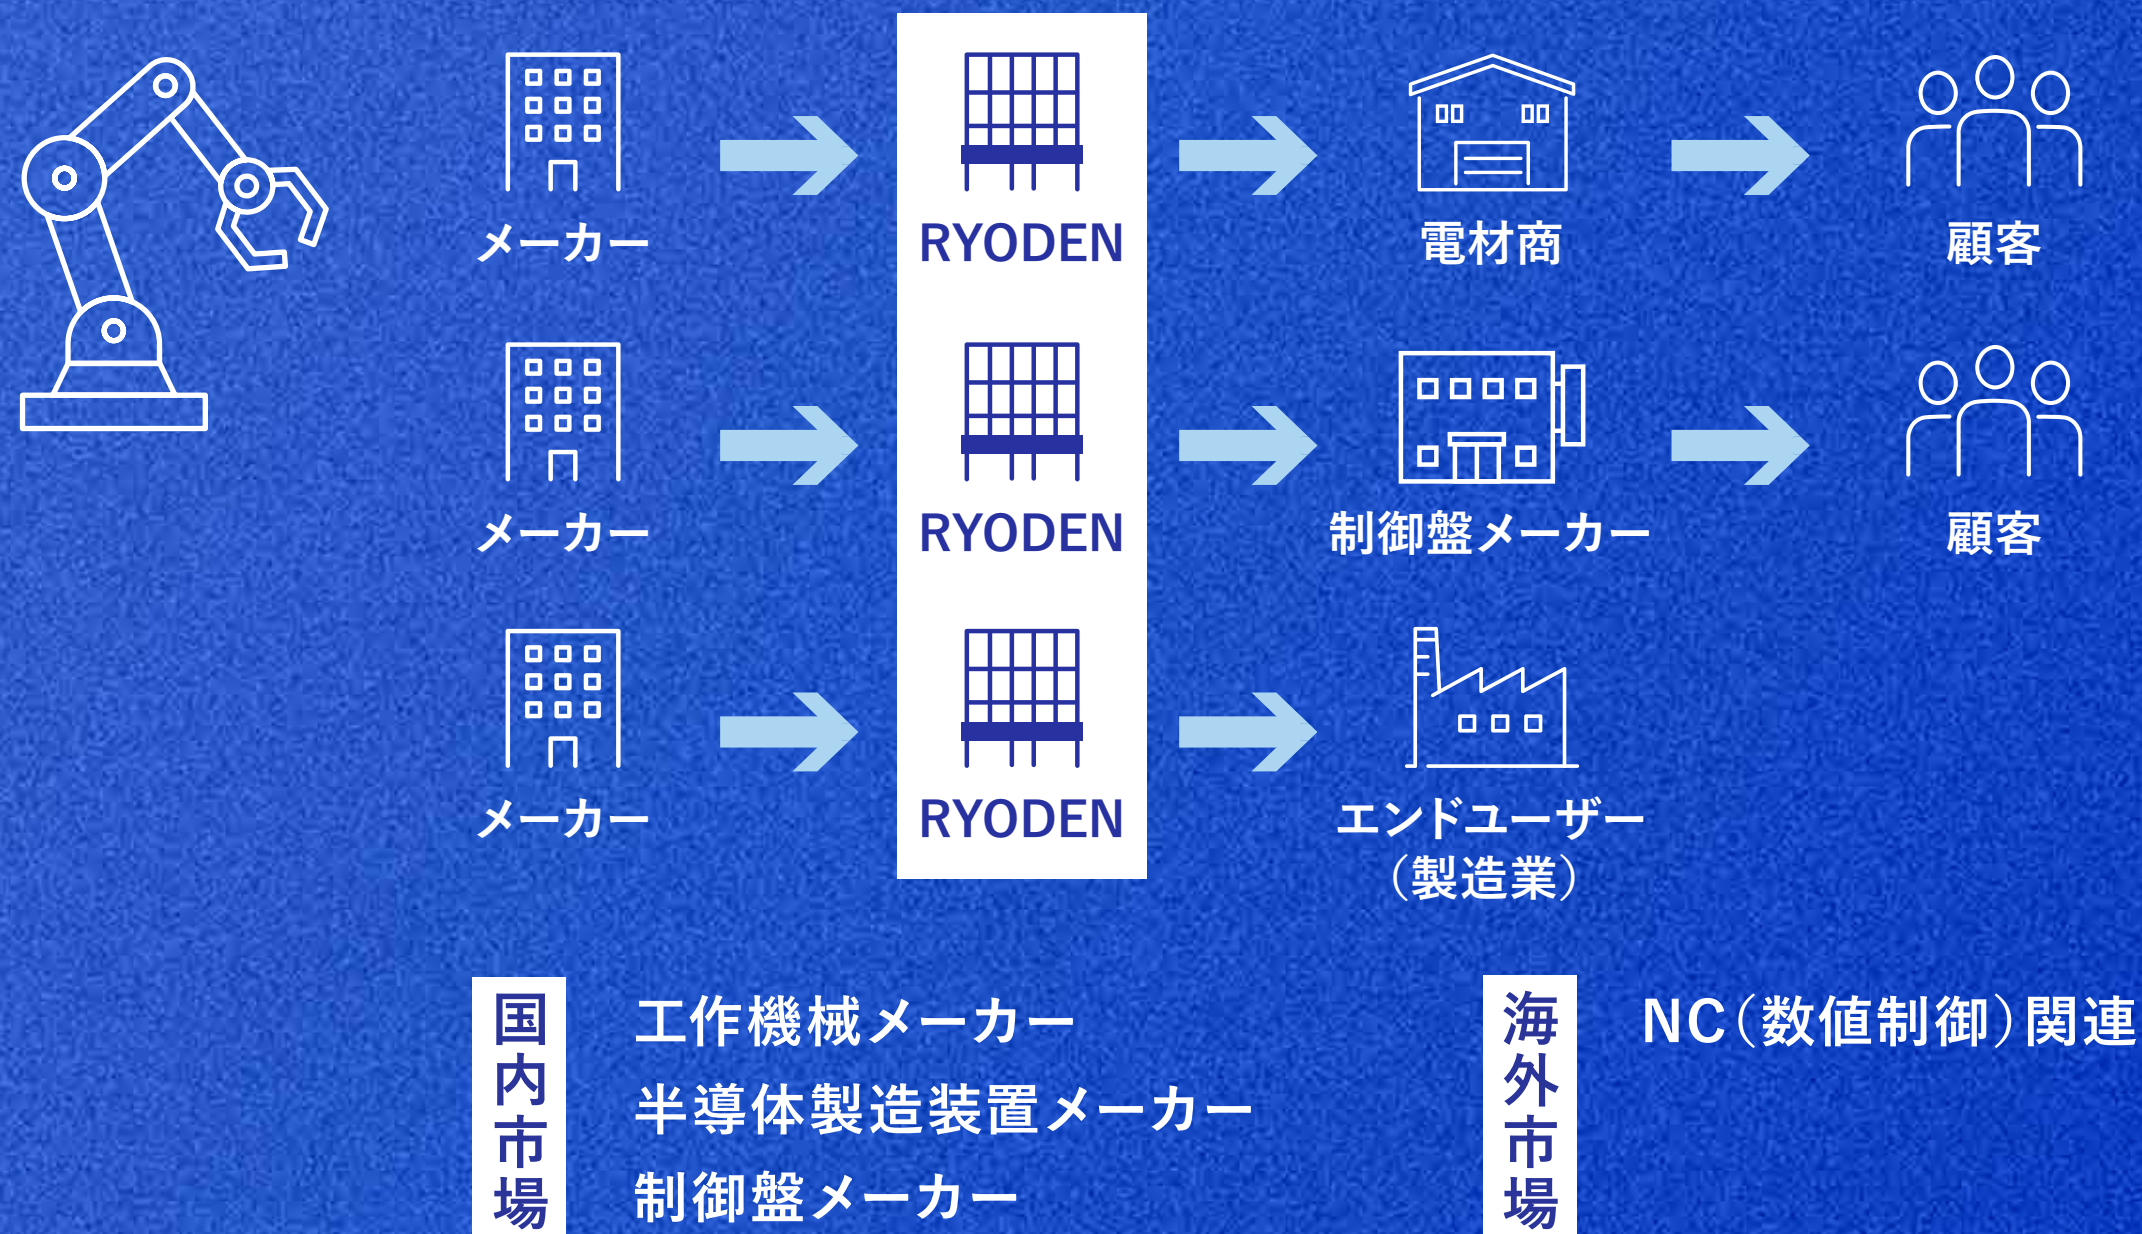 メーカー
RYODEN
電材商
顧客
メーカー
RYODEN
制御盤メーカー
顧客
メーカー
RYODEN
エンドユーザー
（製造業）
国内市場
工作機械メーカー
半導体製造装置メーカー
制御盤メーカー
海外市場
NC（数値制御）関連